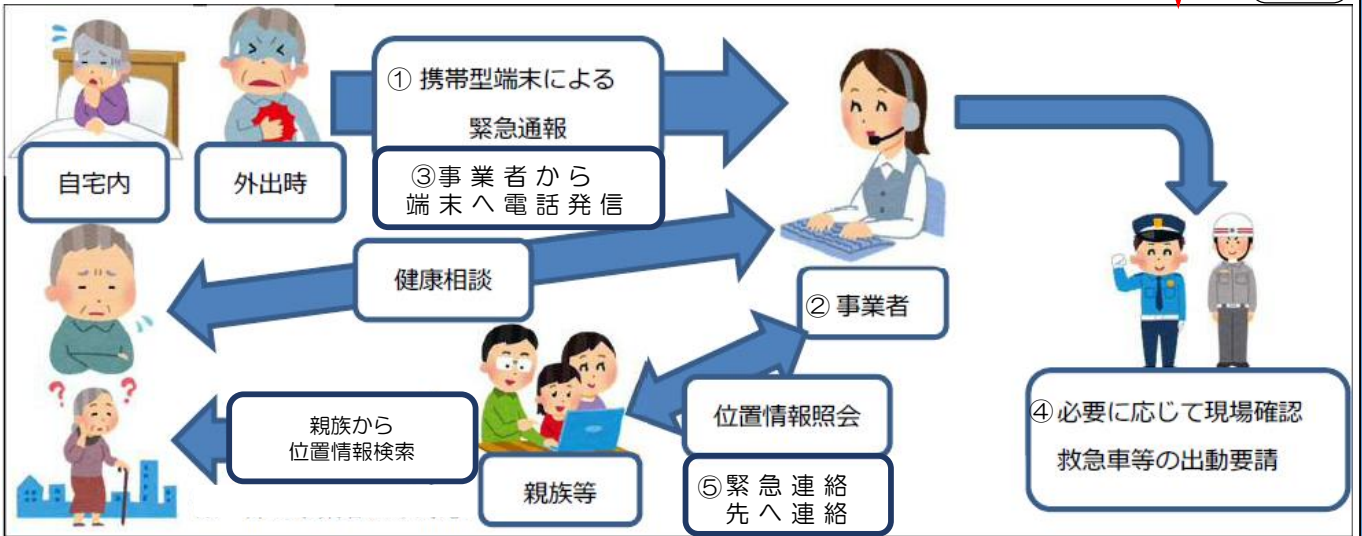 自宅内
外出時
① 携帯型端末による
緊急通報
③事業者から
端末へ電話発信
健康相談
② 事業者
親族から
位置情報検索
親族等
位置情報照会
⑤緊急連絡
先へ連絡
④ 必要に応じて現場確認
救急車等の出動要請